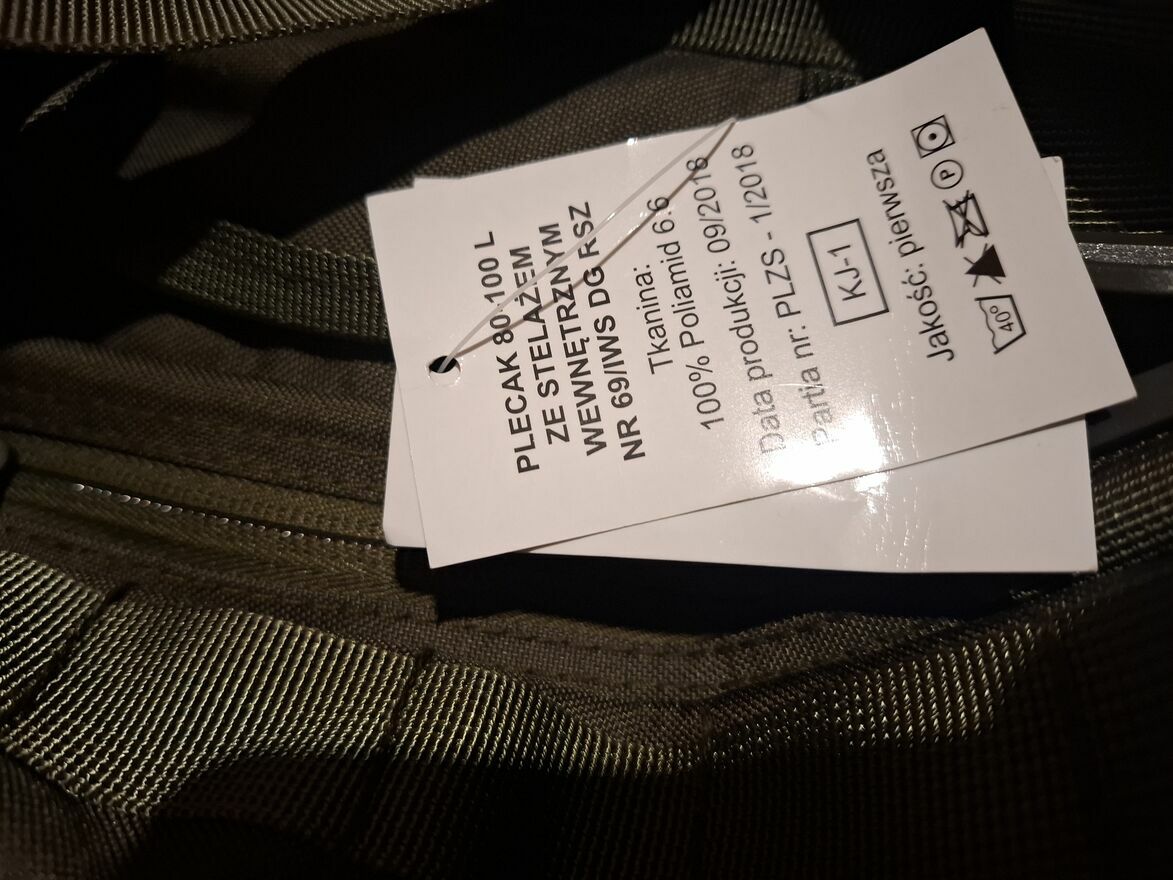 PLECAK 80-100 L
ZE STELAŻEM
WEWNĘTRZNYM
NR 69/IWS DG RSZ
Tkanina:
100% Poliamid 6.6
Data produkcji: 09/2018
Partia nr: PLZS - 1/2018
KJ-1
Jakość: pierwsza
40°
P